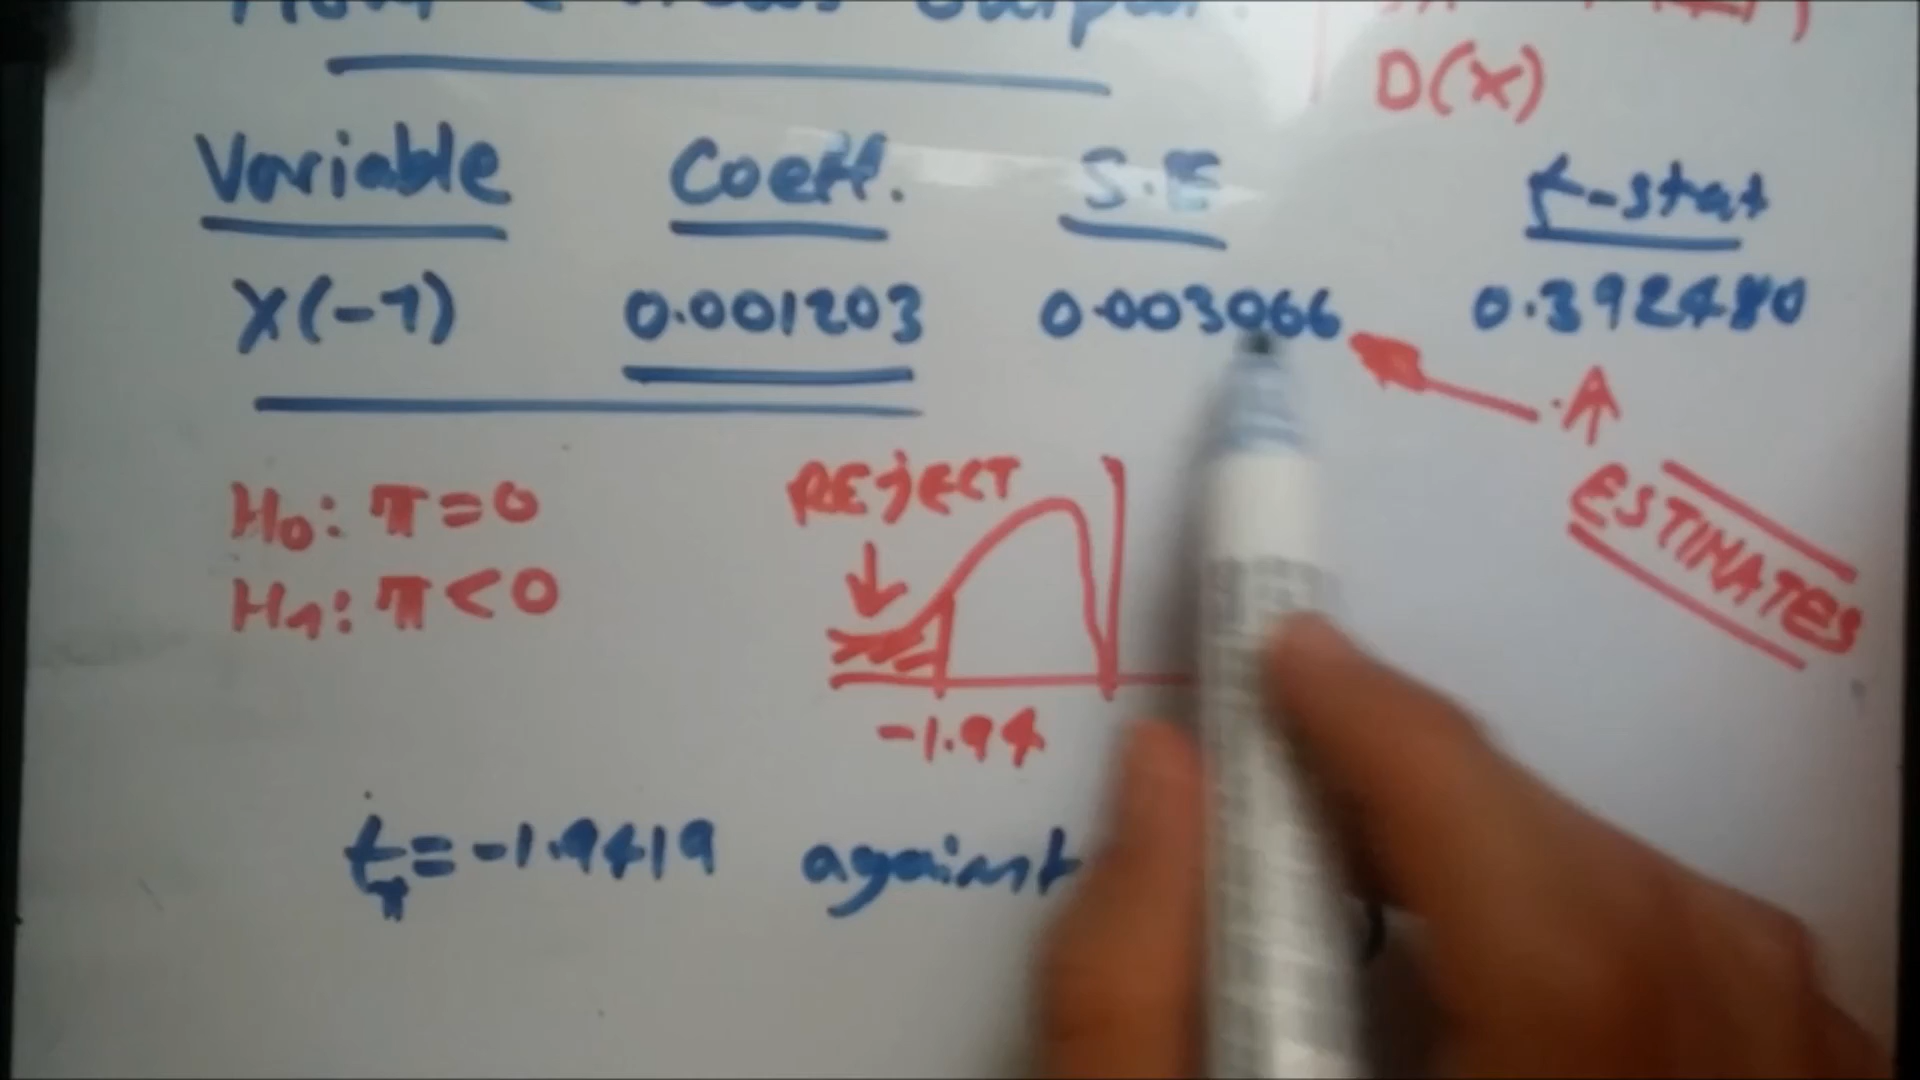 D(X)
Variable Coeff. S.E t-stat
X(-1) 0.001203 0.003066 0.392480
ESTIMATES
REJECT
H0: π=0
H1: π<0
-1.94
tπ=-1.9419 against